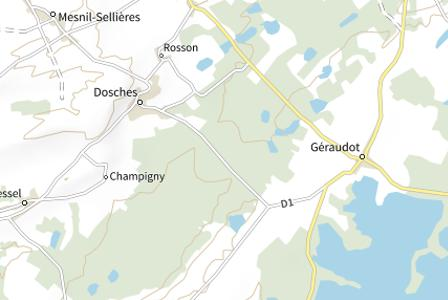 Mesnil-Sellières
Rosson
Dosches
Géraudot
Champigny
essel
D1